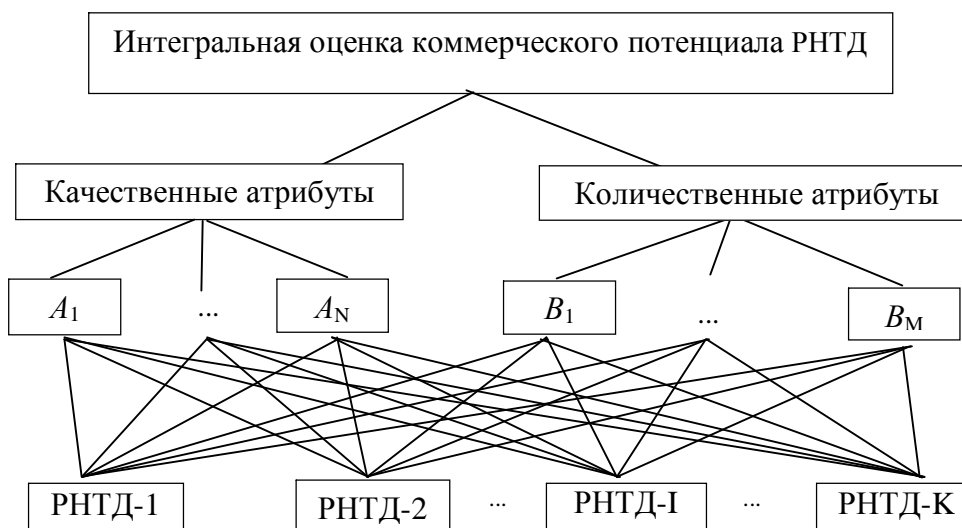 Интегральная оценка коммерческого потенциала РНТД
Качественные атрибуты
Количественные атрибуты
A1 ... AN B1 ... BM
РНТД-1 РНТД-2 ... РНТД-I ... РНТД-K